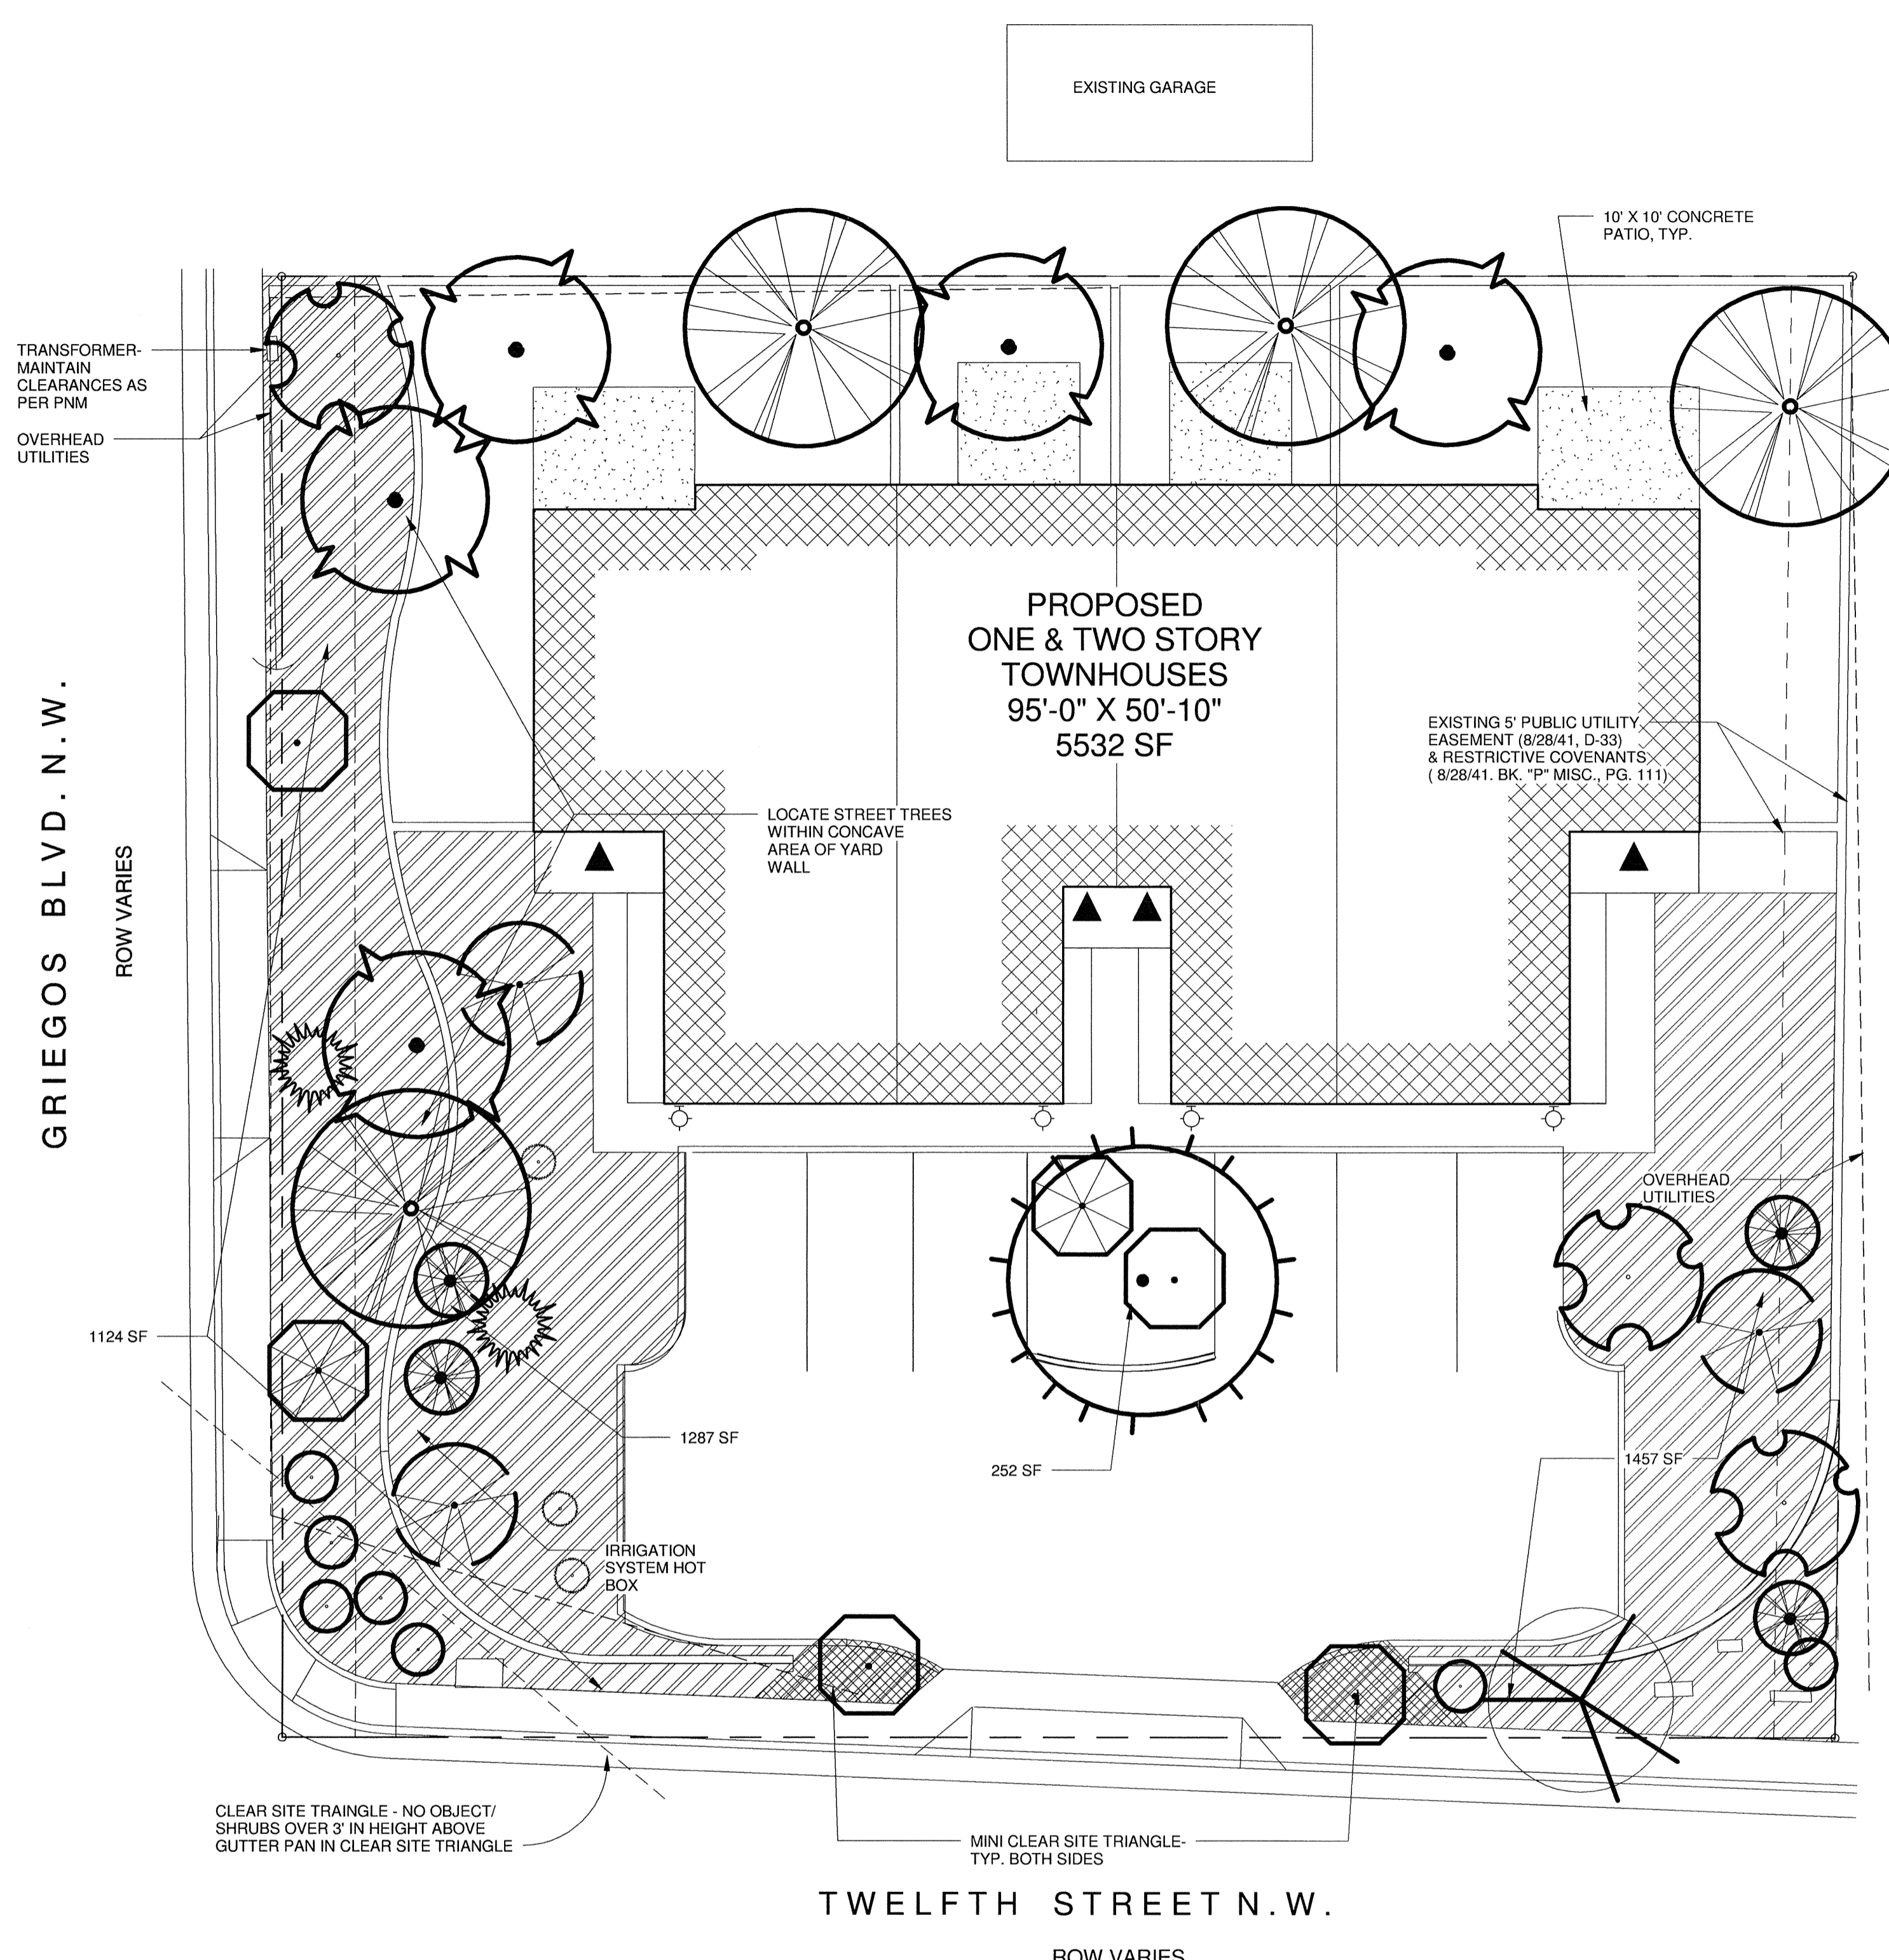 EXISTING GARAGE
10' X 10' CONCRETE
PATIO, TYP.
TRANSFORMER-
MAINTAIN
CLEARANCES AS
PER PNM
OVERHEAD
UTILITIES
PROPOSED
ONE & TWO STORY
TOWNHOUSES
95'-0" X 50'-10"
5532 SF
EXISTING 5' PUBLIC UTILITY
EASEMENT (8/28/41, D-33)
& RESTRICTIVE COVENANTS
( 8/28/41. BK. "P" MISC., PG. 111)
LOCATE STREET TREES
WITHIN CONCAVE
AREA OF YARD
WALL
GRIEGOS BLVD. N.W.
ROW VARIES
OVERHEAD
UTILITIES
1124 SF
1287 SF
252 SF
1457 SF
IRRIGATION
SYSTEM HOT
BOX
CLEAR SITE TRAINGLE - NO OBJECT/
SHRUBS OVER 3' IN HEIGHT ABOVE
GUTTER PAN IN CLEAR SITE TRIANGLE
MINI CLEAR SITE TRIANGLE-
TYP. BOTH SIDES
TWELFTH STREET N.W.
ROW VARIES